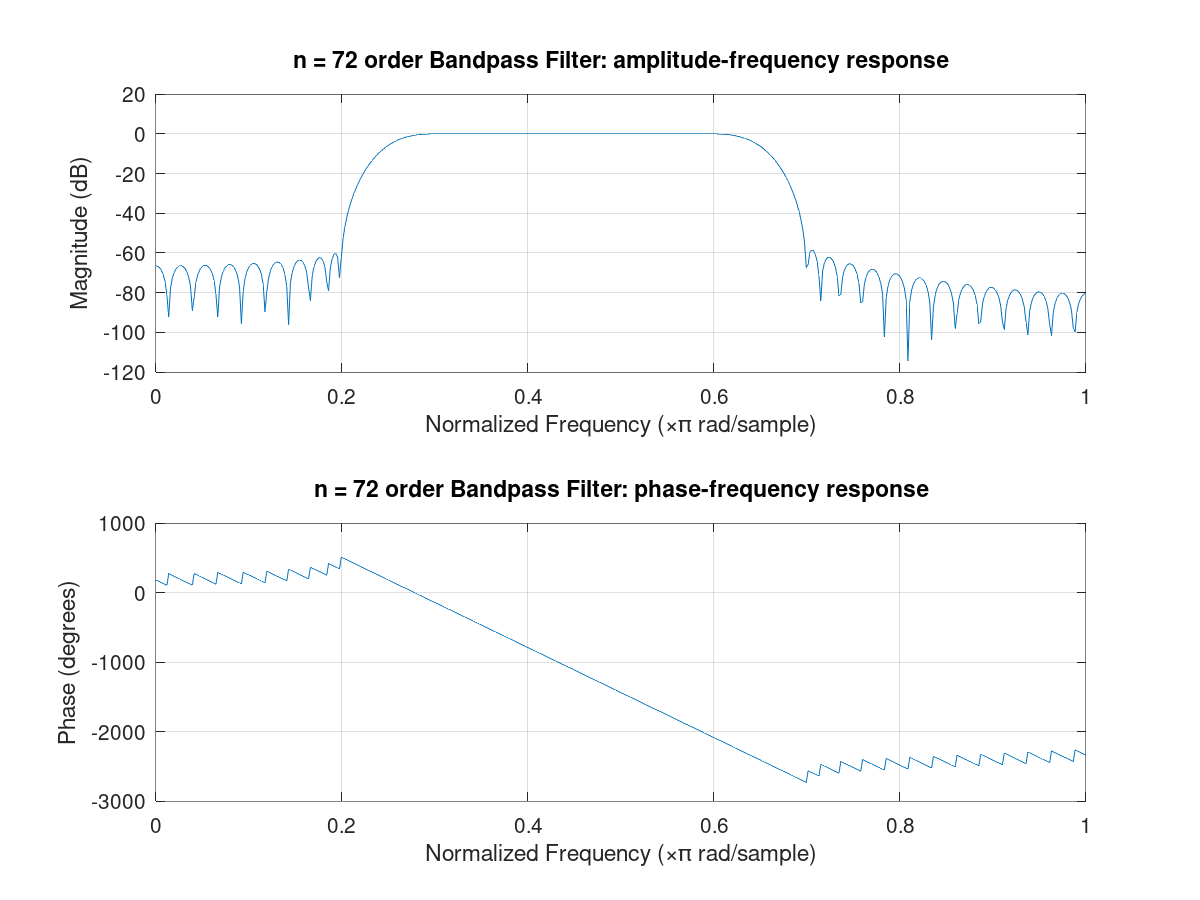 n = 72 order Bandpass Filter: amplitude-frequency response
20
0
-20
-40
-60
-80
-100
-120
Magnitude (dB)
0 0.2 0.4 0.6 0.8 1
Normalized Frequency (×π rad/sample)
n = 72 order Bandpass Filter: phase-frequency response
1000
0
-1000
-2000
-3000
Phase (degrees)
0 0.2 0.4 0.6 0.8 1
Normalized Frequency (×π rad/sample)